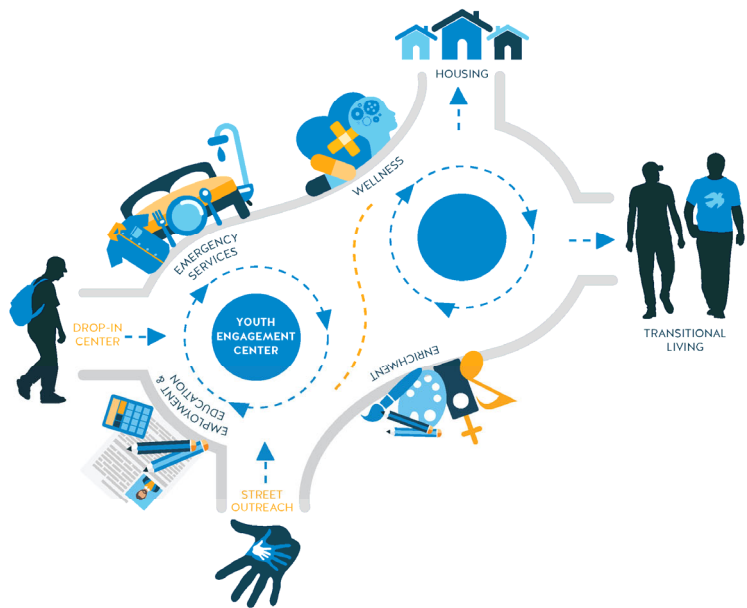 HOUSING
WELLNESS
EMERGENCY
SERVICES
YOUTH
ENGAGEMENT
CENTER
DROP-IN
CENTER
TRANSITIONAL
LIVING
ENRICHMENT
EMPLOYMENT &
EDUCATION
STREET
OUTREACH